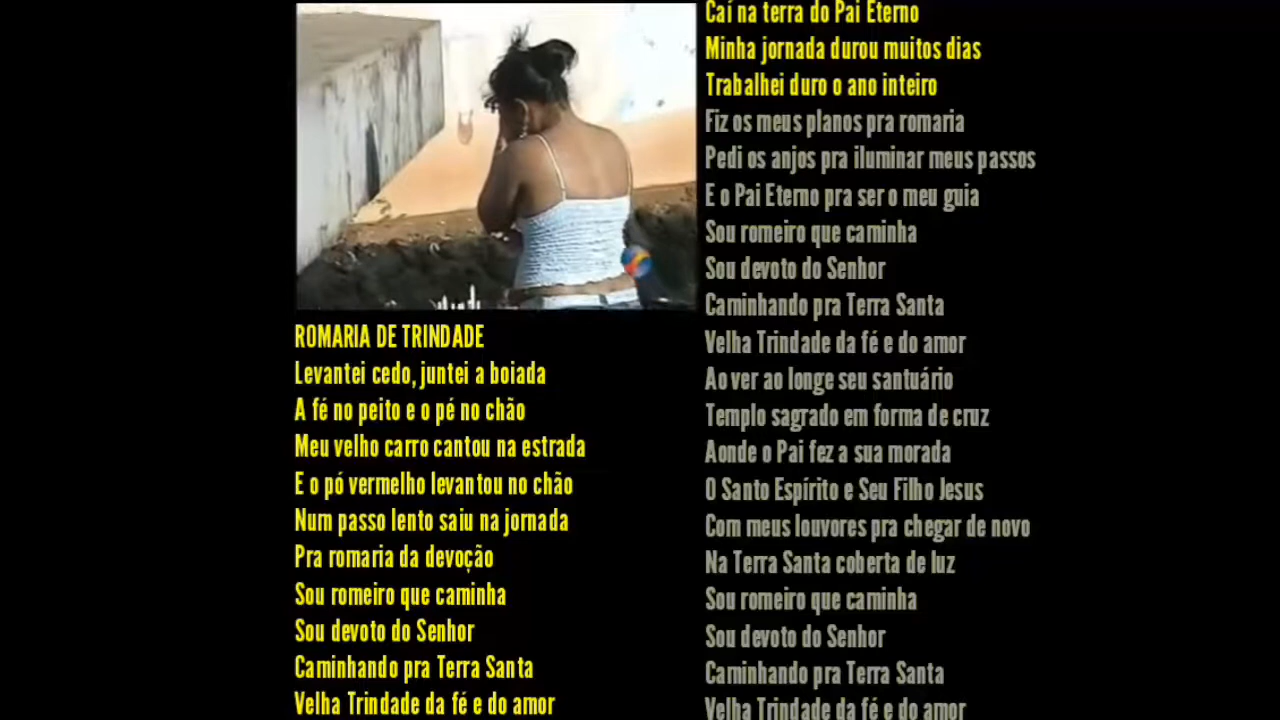 ROMARIA DE TRINDADE
Levantei cedo, juntei a boiada
A fé no peito e o pé no chão
Meu velho carro cantou na estrada
E o pó vermelho levantou no chão
Num passo lento saiu na jornada
Pra romaria da devoção
Sou romeiro que caminha
Sou devoto do Senhor
Caminhando pra Terra Santa
Velha Trindade da fé e do amor
Caí na terra do Pai Eterno
Minha jornada durou muitos dias
Trabalhei duro o ano inteiro
Fiz os meus planos pra romaria
Pedi os anjos pra iluminar meus passos
E o Pai Eterno pra ser o meu guia
Sou romeiro que caminha
Sou devoto do Senhor
Caminhando pra Terra Santa
Velha Trindade da fé e do amor
Ao ver ao longe seu santuário
Templo sagrado em forma de cruz
Aonde o Pai fez a sua morada
O Santo Espírito e Seu Filho Jesus
Com meus louvores pra chegar de novo
Na Terra Santa coberta de luz
Sou romeiro que caminha
Sou devoto do Senhor
Caminhando pra Terra Santa
Velha Trindade da fé e do amor